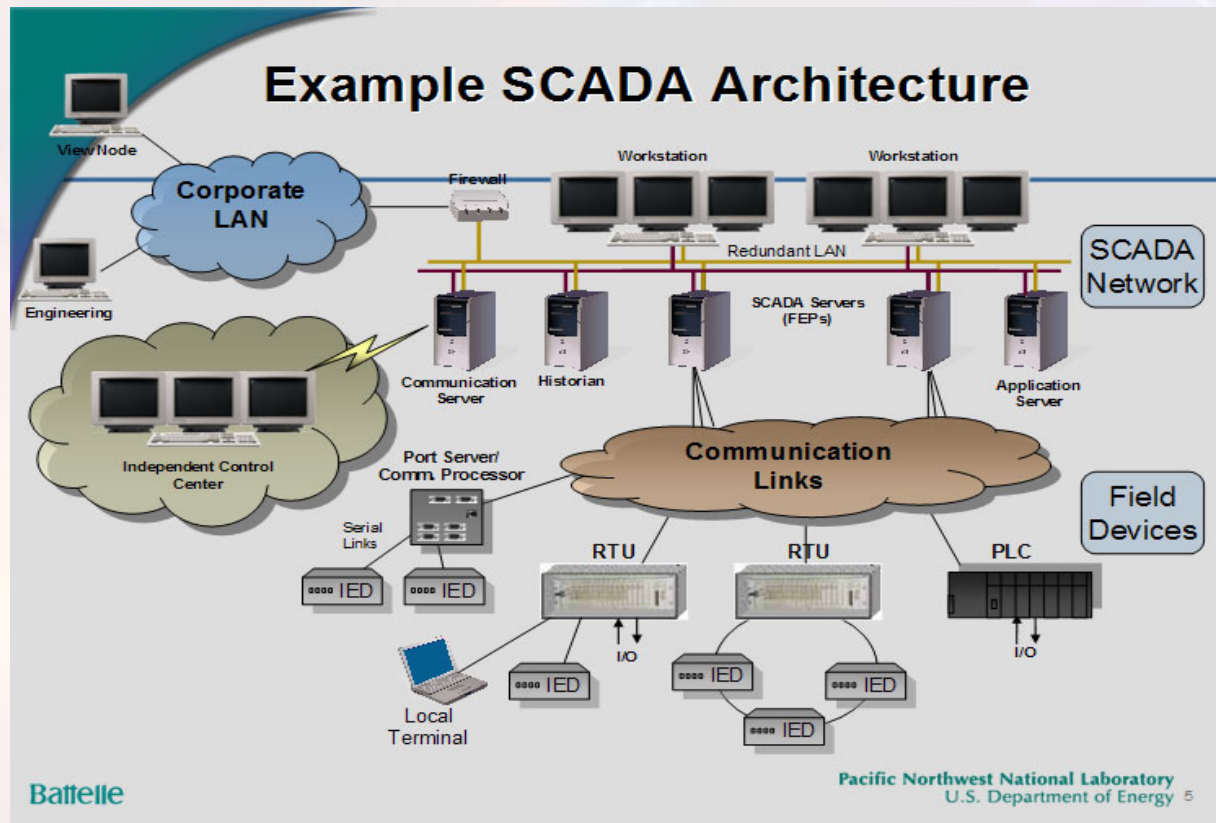 Example SCADA Architecture
View Node
Corporate
LAN
Firewall
Workstation
Workstation
Engineering
Redundant LAN
SCADA
Network
SCADA Servers
(FEPs)
Communication
Server
Historian
Application
Server
Independent Control
Center
Communication
Links
Port Server/
Comm. Processor
Serial
Links
IED
IED
Field
Devices
RTU
RTU
PLC
I/O
I/O
IED
IED
IED
IED
Local
Terminal
Battelle
Pacific Northwest National Laboratory
U.S. Department of Energy 5